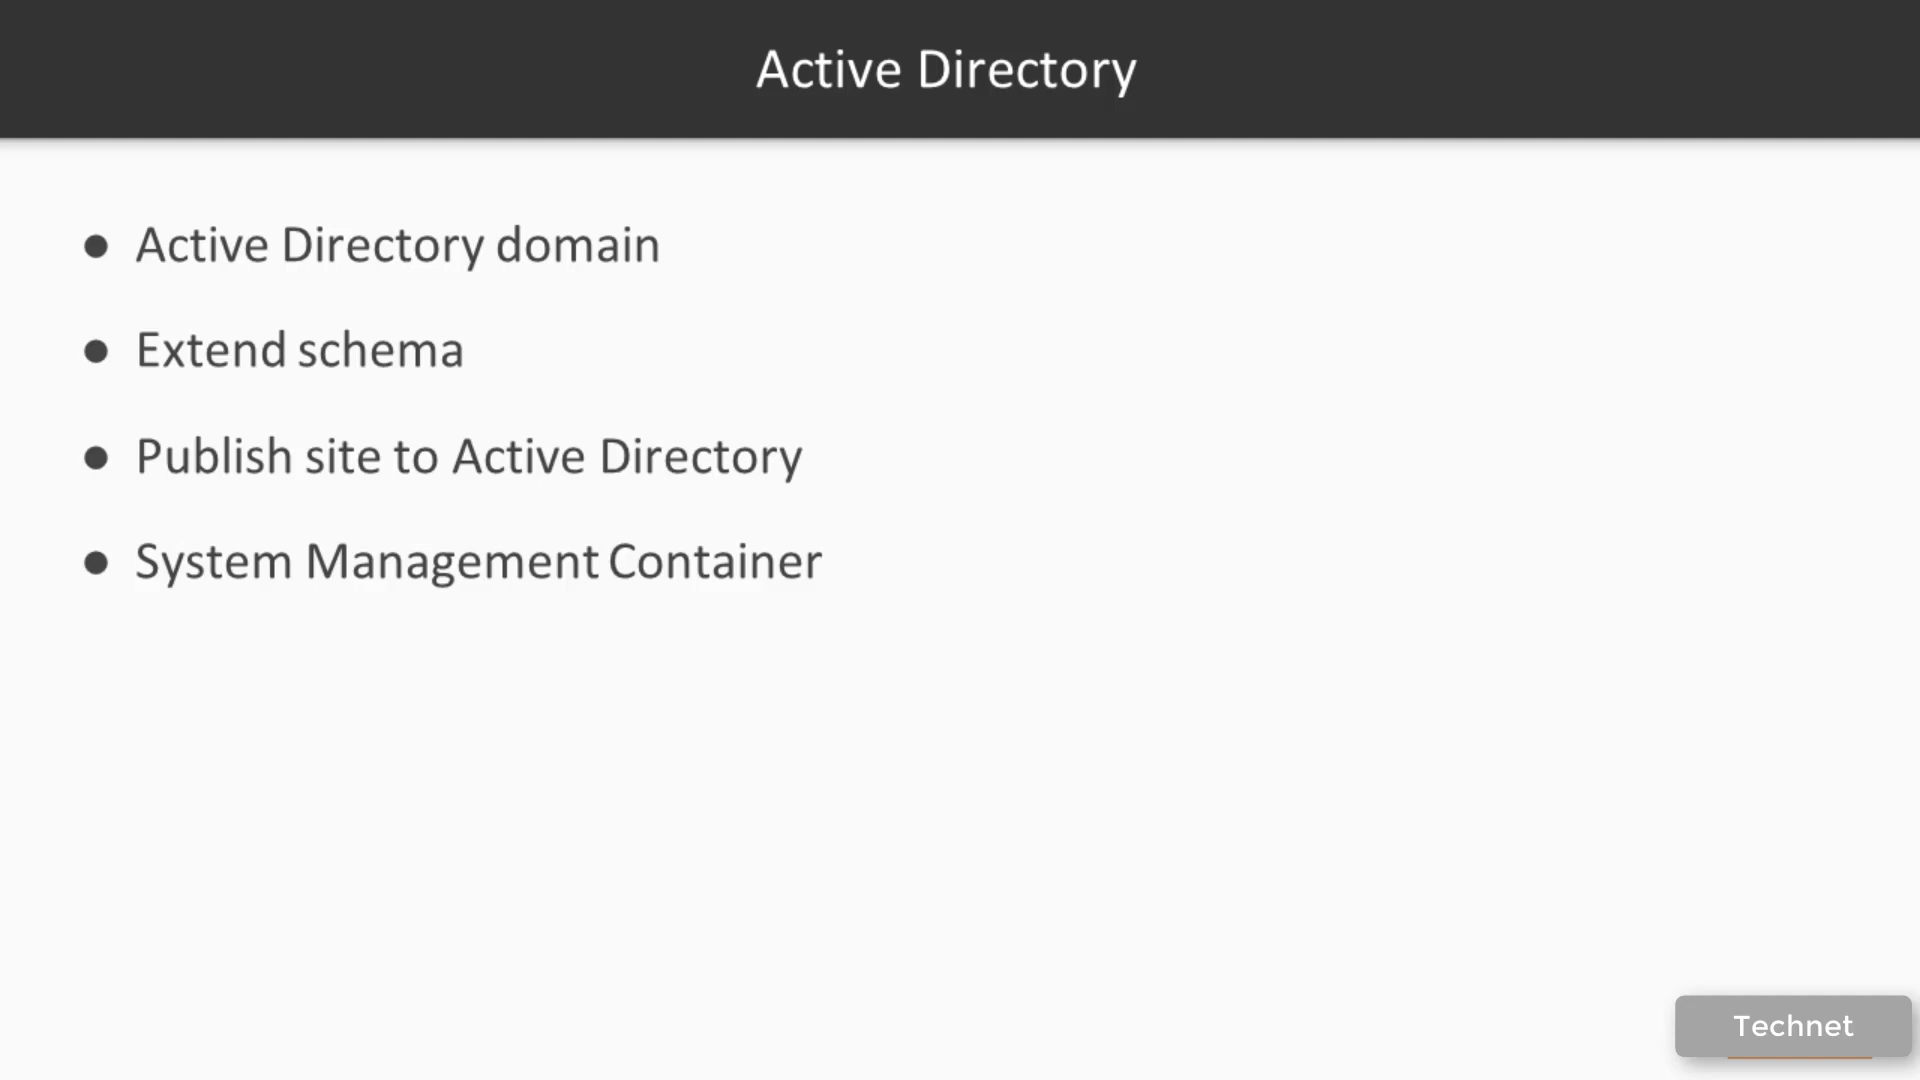 Active Directory
● Active Directory domain
● Extend schema
● Publish site to Active Directory
● System Management Container
Technet